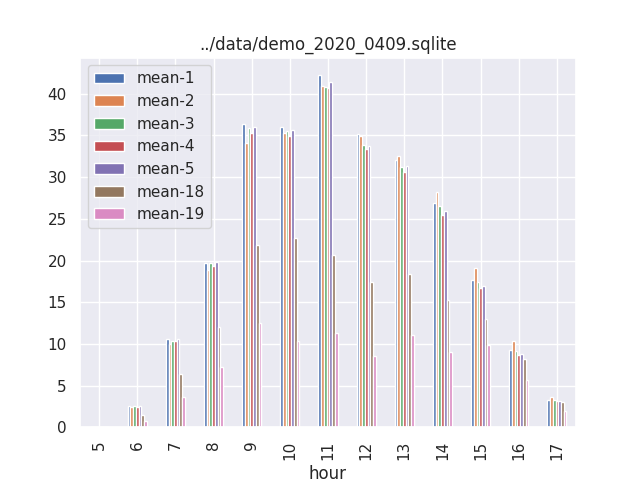 ../data/demo_2020_0409.sqlite
mean-1
mean-2
mean-3
mean-4
mean-5
mean-18
mean-19
40
35
30
25
20
15
10
5
0
5 6 7 8 9 10 11 12 13 14 15 16 17
hour